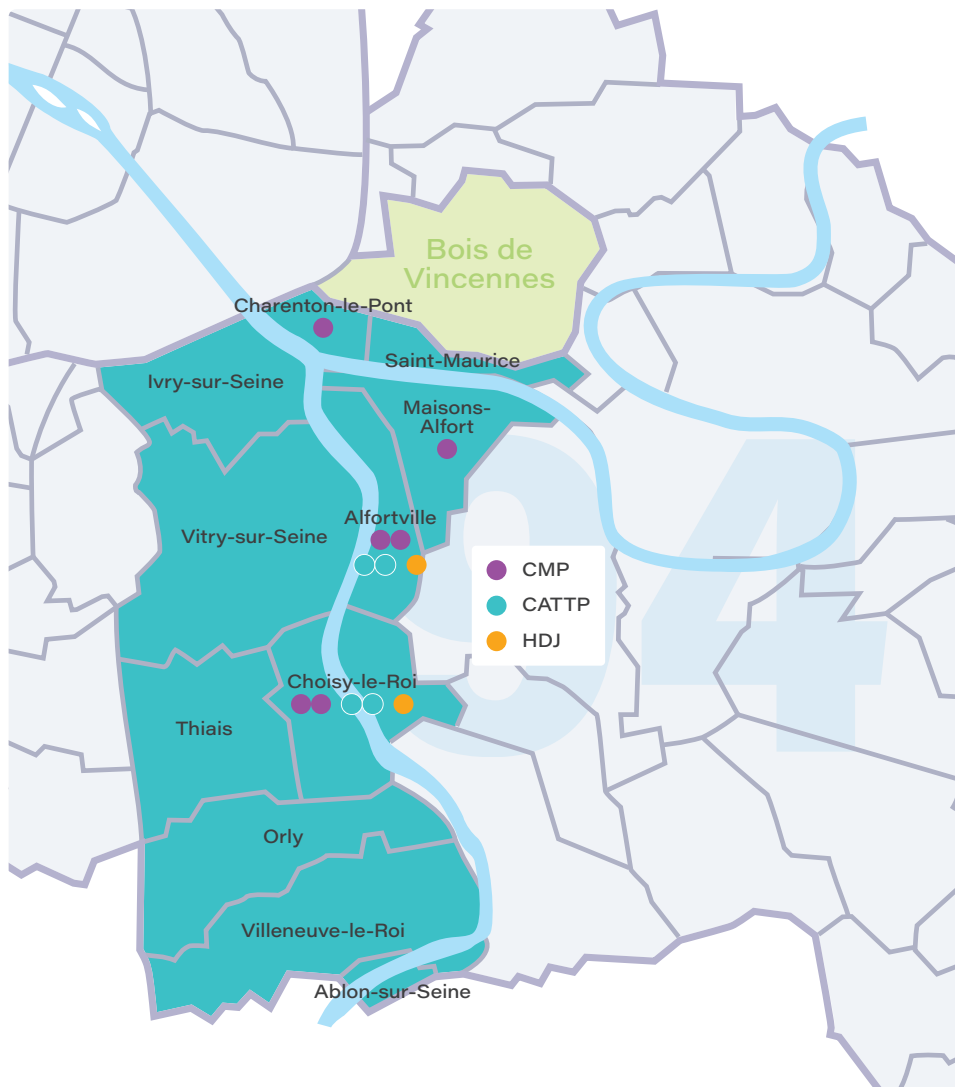 Bois de
Vincennes
Charenton-le-Pont
Saint-Maurice
Ivry-sur-Seine
Maisons-
Alfort
Alfortville
Vitry-sur-Seine
94
CMP
CATTP
HDJ
Choisy-le-Roi
Thiais
Orly
Villeneuve-le-Roi
Ablon-sur-Seine